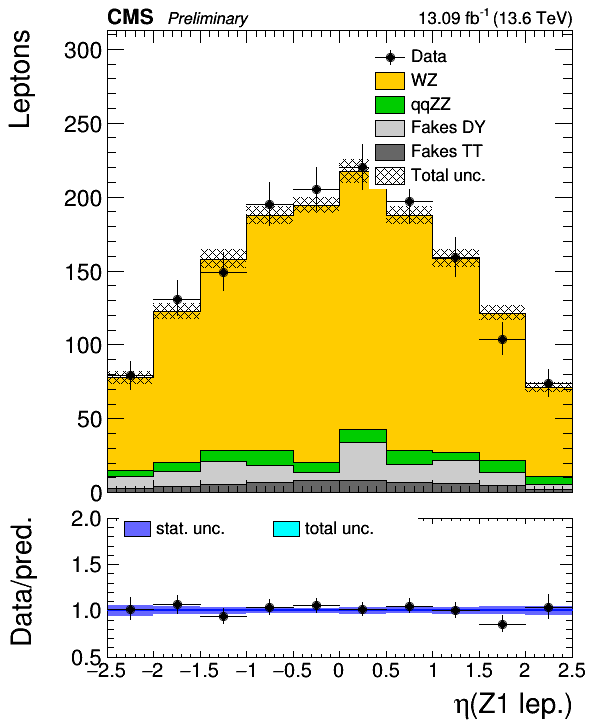 CMS Preliminary 13.09 fb⁻¹ (13.6 TeV)
Leptons
300
250
200
150
100
50
0
Data
WZ
qqZZ
Fakes DY
Fakes TT
Total unc.
Data/pred.
2.0
1.5
1.0
0.5
stat. unc.
total unc.
−2.5 −2 −1.5 −1 −0.5 0 0.5 1 1.5 2 2.5
η(Z1 lep.)